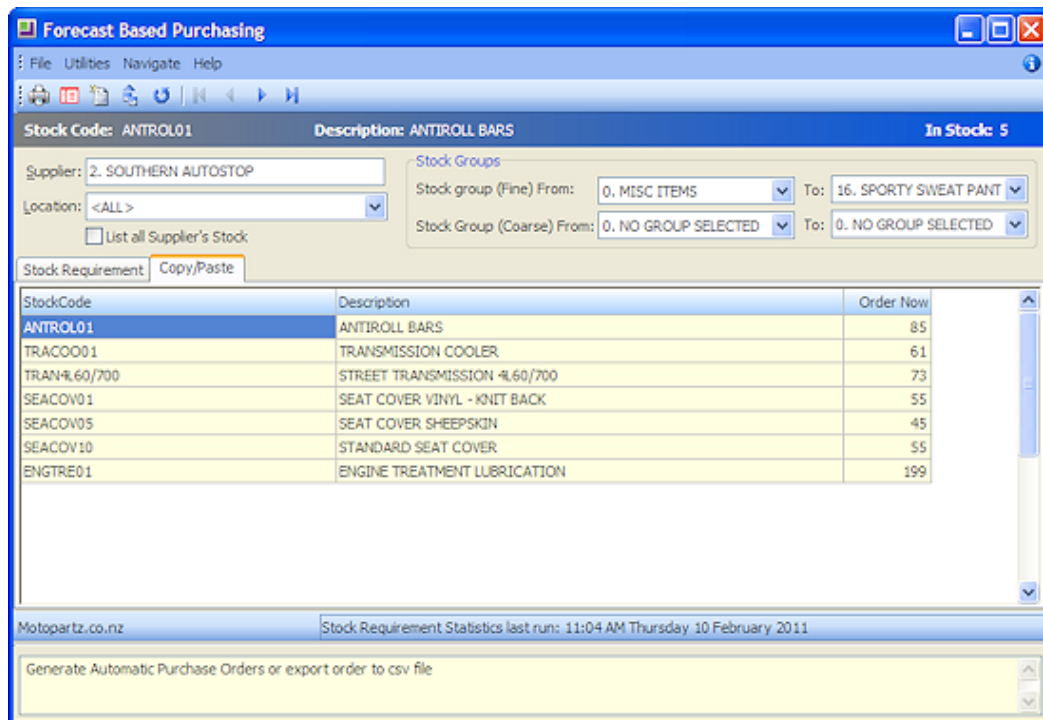 Forecast Based Purchasing
File Utilities Navigate Help
Stock Code: ANTROL01 Description: ANTIROLL BARS In Stock: 5
Supplier: 2. SOUTHERN AUTOSTOP
Location: <ALL>
List all Supplier's Stock
Stock Groups
Stock group (Fine) From: 0. MISC ITEMS To: 16. SPORTY SWEAT PANT
Stock Group (Coarse) From: 0. NO GROUP SELECTED To: 0. NO GROUP SELECTED
Stock Requirement Copy/Paste
StockCode Description Order Now
ANTROL01 ANTIROLL BARS 85
TRACOO01 TRANSMISSION COOLER 61
TRAN4L60/700 STREET TRANSMISSION 4L60/700 73
SEACOV01 SEAT COVER VINYL - KNIT BACK 55
SEACOV05 SEAT COVER SHEEPSKIN 45
SEACOV10 STANDARD SEAT COVER 55
ENGTRE01 ENGINE TREATMENT LUBRICATION 199
Motopartz.co.nz Stock Requirement Statistics last run: 11:04 AM Thursday 10 February 2011
Generate Automatic Purchase Orders or export order to csv file